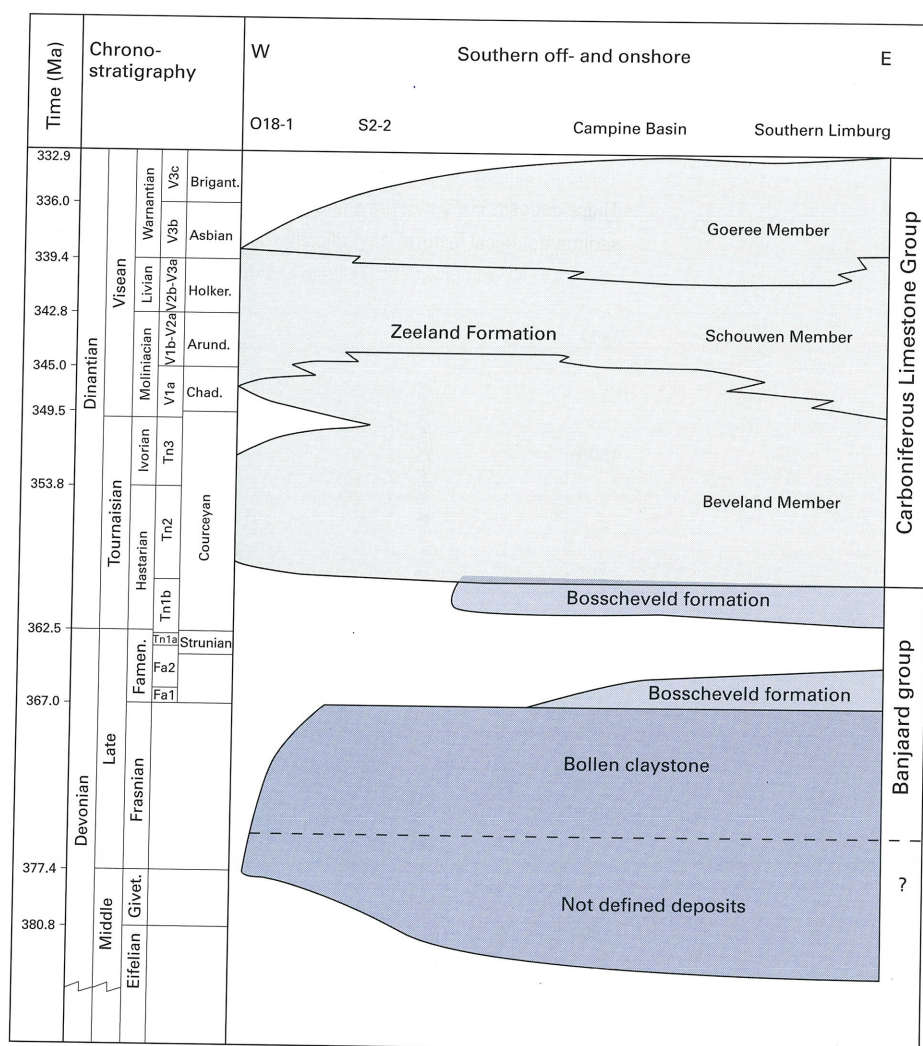 Time (Ma)
Chrono-
stratigraphy
W
Southern off- and onshore
E
O18-1
S2-2
Campine Basin
Southern Limburg
332.9
336.0
339.4
342.8
345.0
349.5
353.8
362.5
367.0
377.4
380.8
Dinantian
Devonian
Visean
Tournaisian
Late
Middle
Warnantian
Livian
Moliniacian
Ivorian
Hastarian
Famen.
Frasnian
Givet.
Eifelian
V3c
V3b
V2b-V3a
V1b-V2a
V1a
Tn3
Tn2
Tn1b
Tn1a
Fa2
Fa1
Brigant.
Asbian
Holker.
Arund.
Chad.
Courceyan
Strunian
Goeree Member
Zeeland Formation
Schouwen Member
Beveland Member
Bosscheveld formation
Bosscheveld formation
Bollen claystone
Not defined deposits
Carboniferous Limestone Group
Banjaard group
?